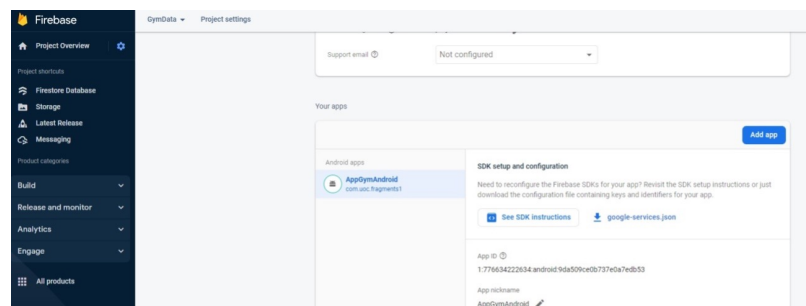 Firebase
GymData
Project settings
Project Overview
Support email
Not configured
Project shortcuts
Firestore Database
Storage
Latest Release
Messaging
Product categories
Build
Release and monitor
Analytics
Engage
All products
Your apps
Add app
Android apps
AppGymAndroid
com.uoc.fragments1
SDK setup and configuration
Need to reconfigure the Firebase SDKs for your app? Revisit the SDK setup instructions or just
download the configuration file containing keys and identifiers for your app.
See SDK instructions
google-services.json
App ID
1:776634222634:android:9da509ce0b737e0a7edb53
App nickname
AppGymAndroid